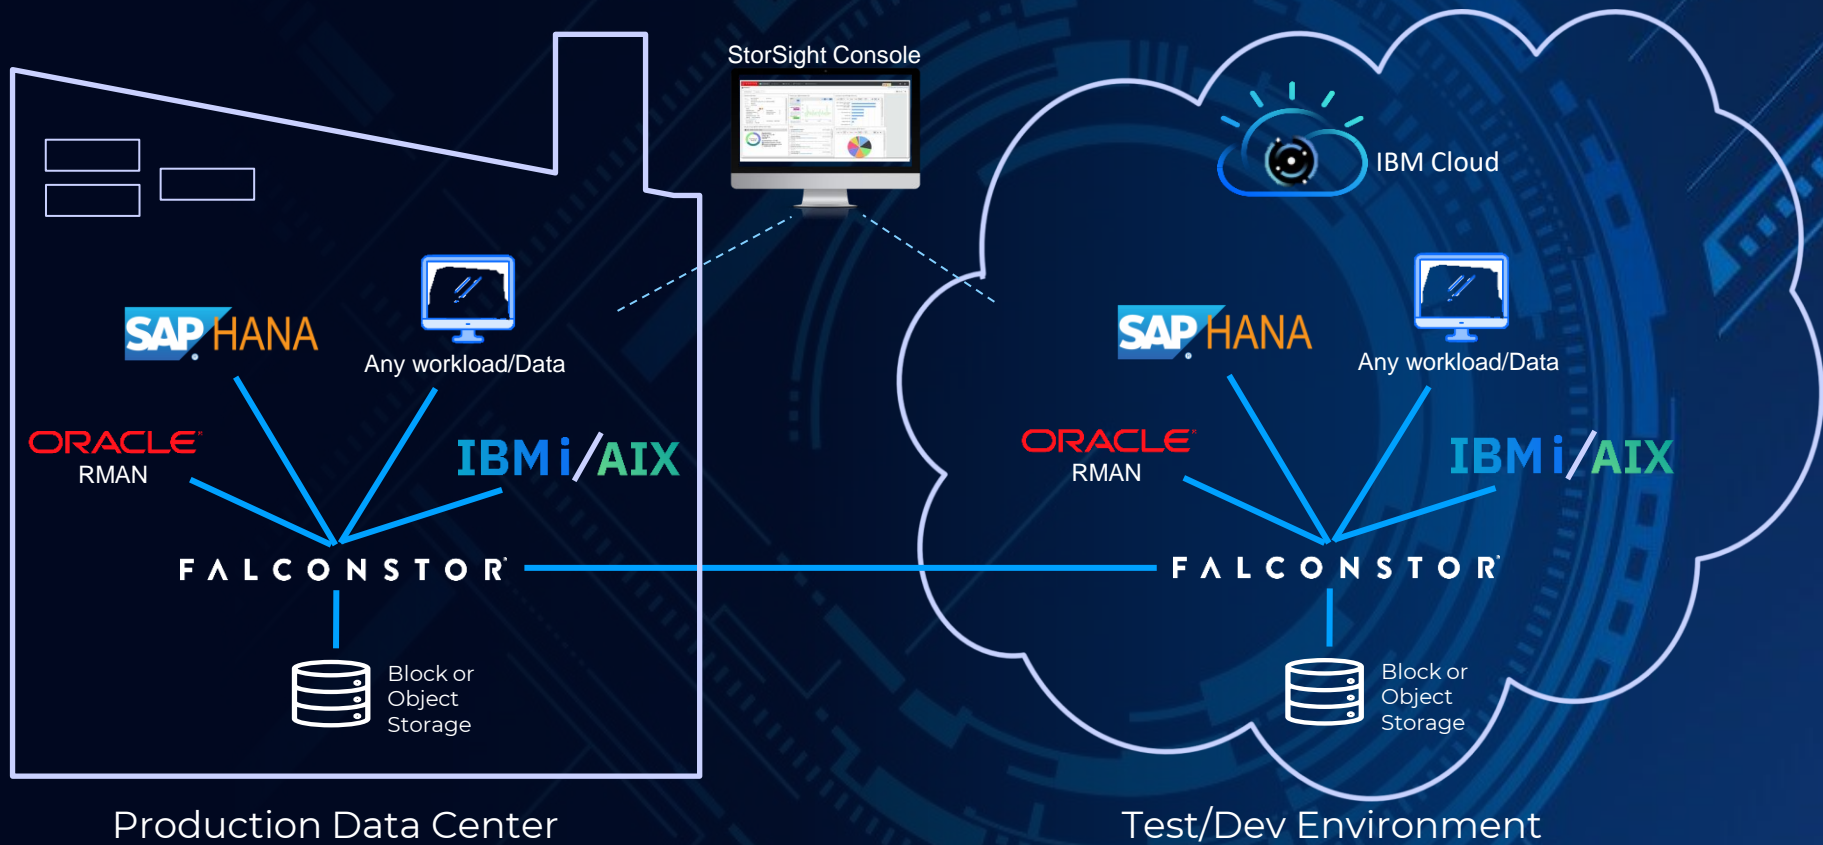 StorSight Console
IBM Cloud
SAP HANA
Any workload/Data
ORACLE®
RMAN
IBM i/AIX
FALCONSTOR®
Block or
Object
Storage
Production Data Center
SAP HANA
Any workload/Data
ORACLE®
RMAN
IBM i/AIX
FALCONSTOR®
Block or
Object
Storage
Test/Dev Environment